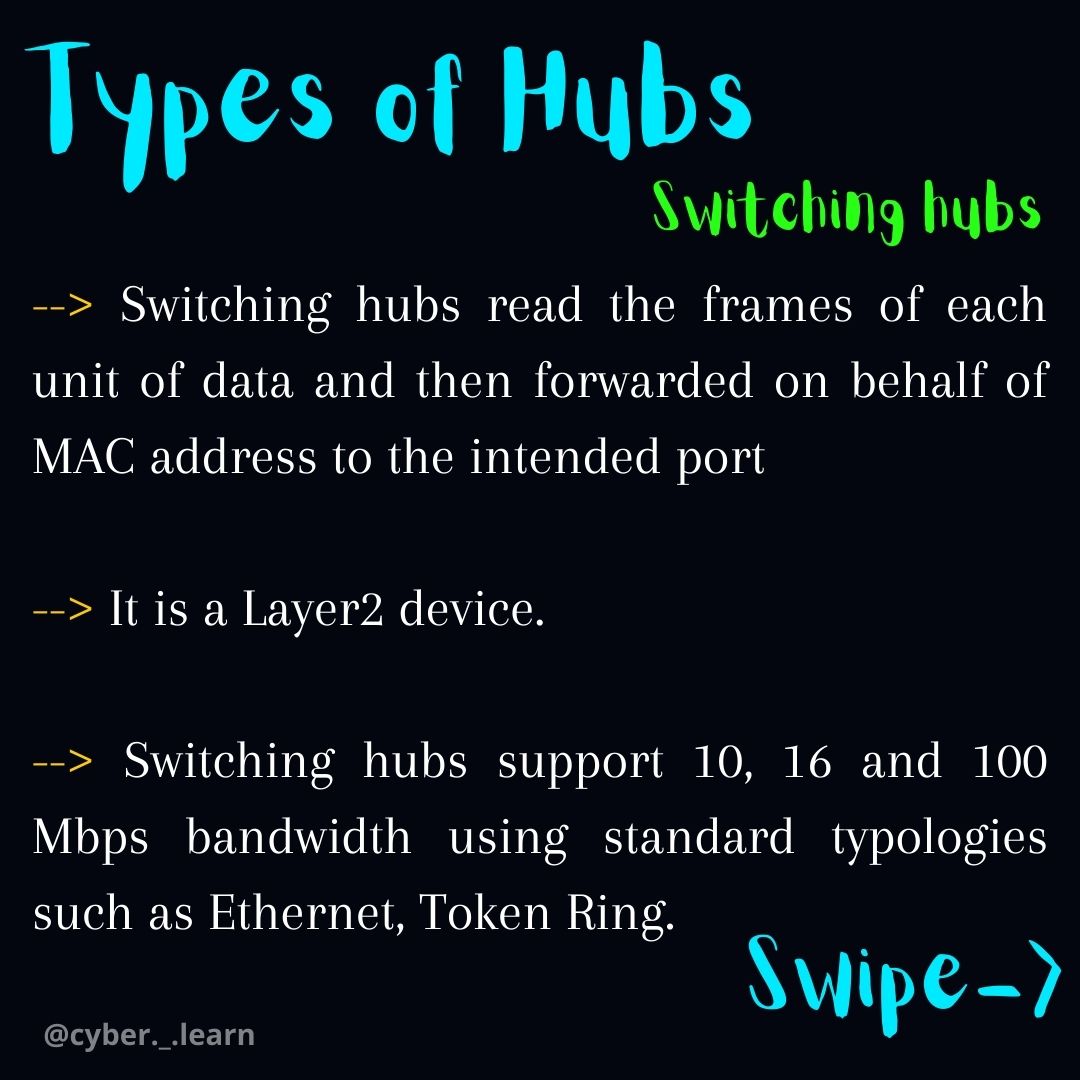 Types of Hubs
Switching hubs
--> Switching hubs read the frames of each
unit of data and then forwarded on behalf of
MAC address to the intended port
--> It is a Layer2 device.
--> Switching hubs support 10, 16 and 100
Mbps bandwidth using standard typologies
such as Ethernet, Token Ring.
Swipe->
@cyber._.learn